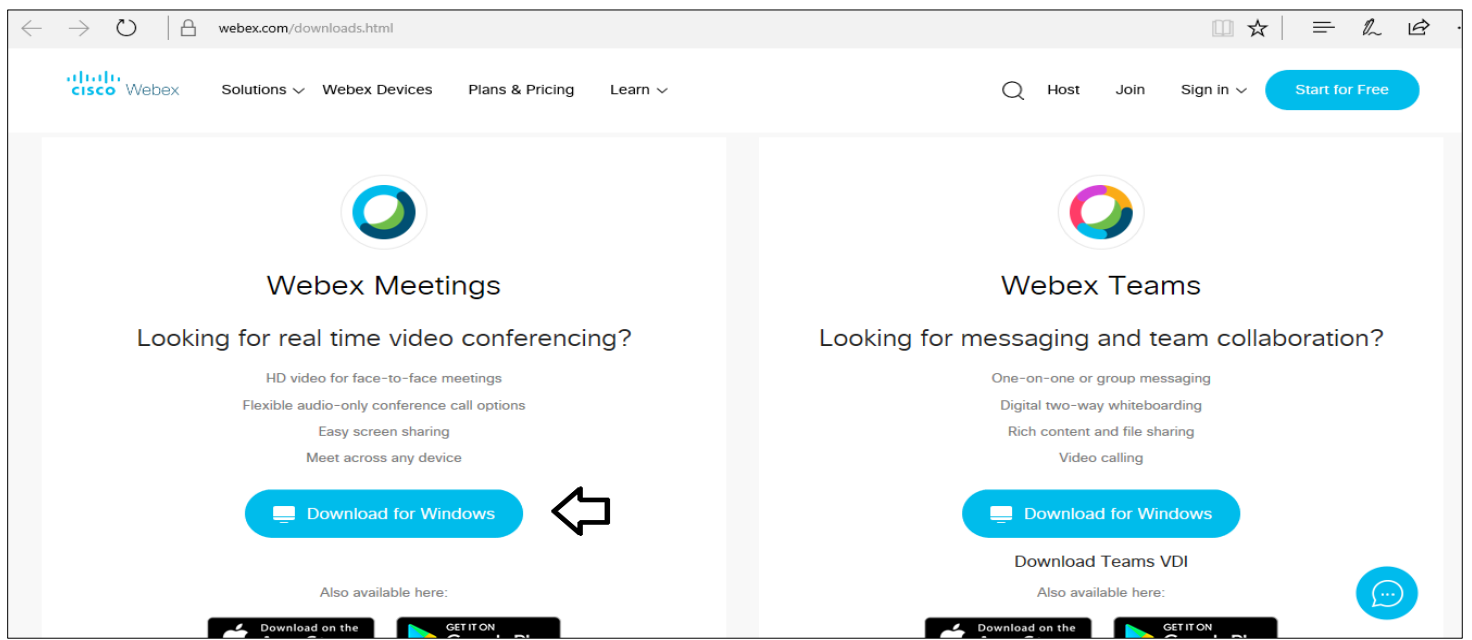 webex.com/downloads.html
CISCO Webex Solutions Webex Devices Plans & Pricing Learn Host Join Sign in Start for Free
Webex Meetings
Looking for real time video conferencing?
HD video for face-to-face meetings
Flexible audio-only conference call options
Easy screen sharing
Meet across any device
Download for Windows
Also available here:
Download on the
GET IT ON
Webex Teams
Looking for messaging and team collaboration?
One-on-one or group messaging
Digital two-way whiteboarding
Rich content and file sharing
Video calling
Download for Windows
Download Teams VDI
Also available here:
Download on the
GET IT ON